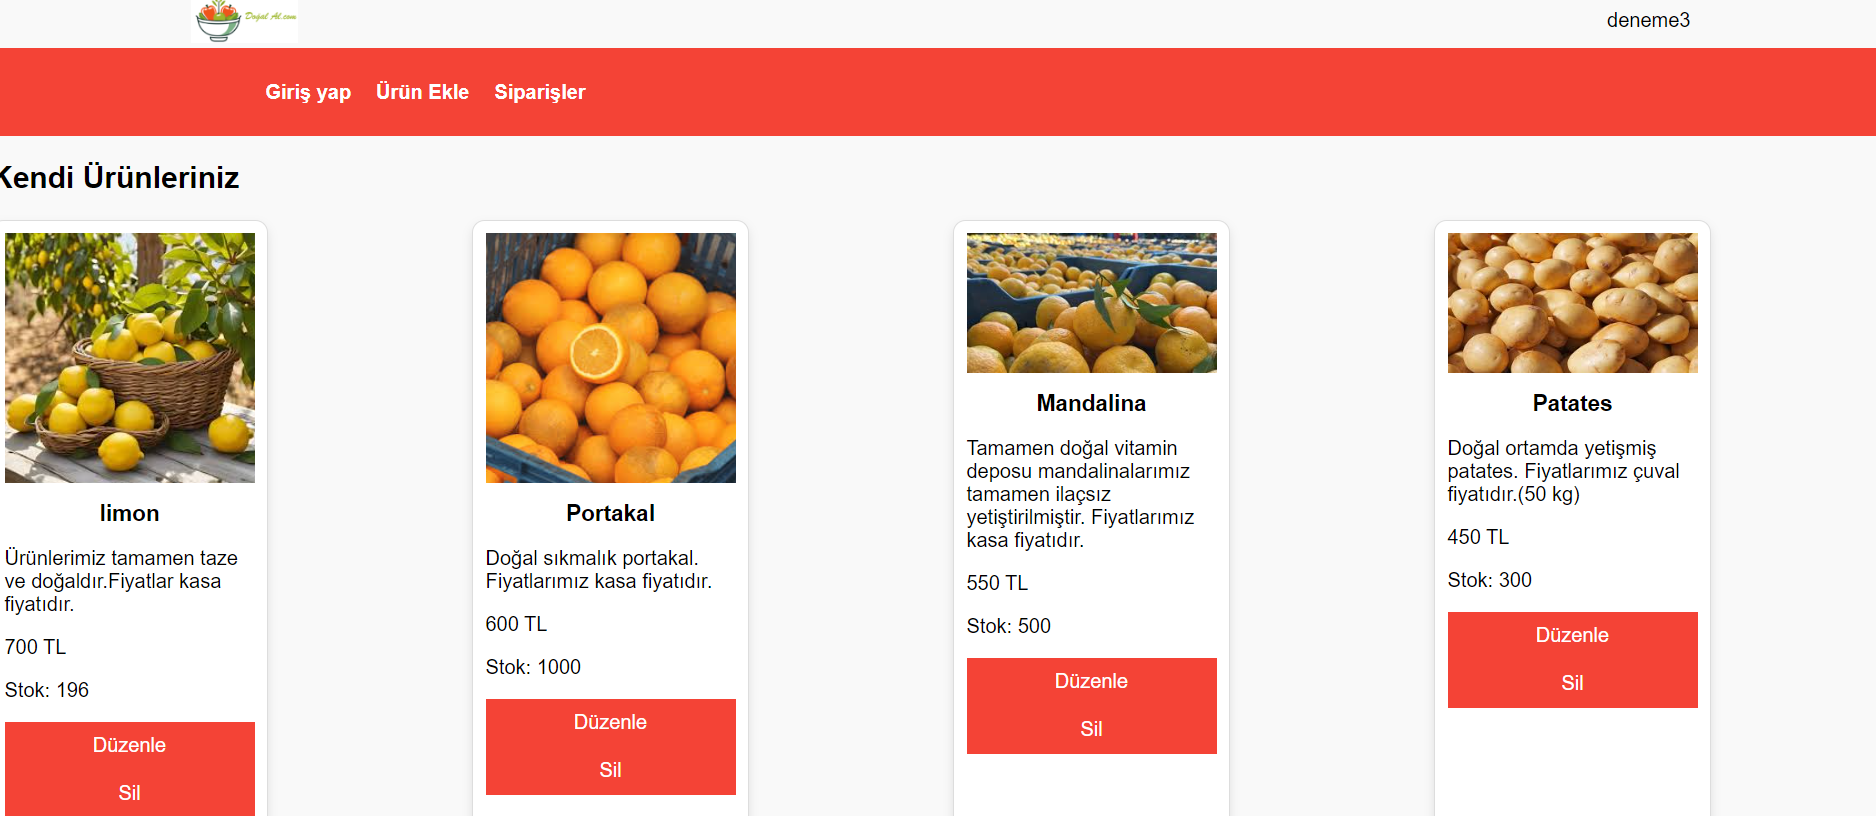 Doğal Al.com
deneme3
Giriş yap Ürün Ekle Siparişler
Kendi Ürünleriniz
limon
Ürünlerimiz tamamen taze
ve doğaldır.Fiyatlar kasa
fiyatıdır.
700 TL
Stok: 196
Düzenle
Sil
Portakal
Doğal sıkmalık portakal.
Fiyatlarımız kasa fiyatıdır.
600 TL
Stok: 1000
Düzenle
Sil
Mandalina
Tamamen doğal vitamin
deposu mandalinalarımız
tamamen ilaçsız
yetiştirilmiştir. Fiyatlarımız
kasa fiyatıdır.
550 TL
Stok: 500
Düzenle
Sil
Patates
Doğal ortamda yetişmiş
patates. Fiyatlarımız çuval
fiyatıdır.(50 kg)
450 TL
Stok: 300
Düzenle
Sil